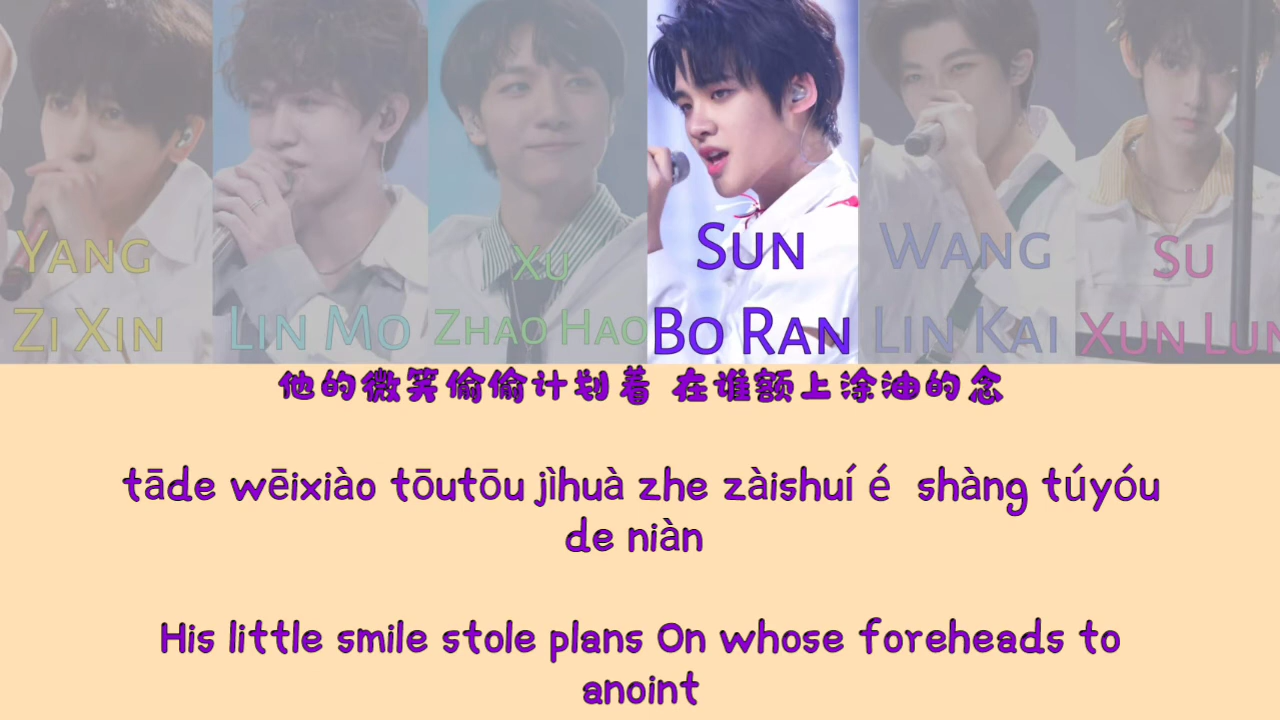 Yang
Zi Xin
Lin Mo
Xu
Zhao Hao
Sun
Bo Ran
Wang
Lin Kai
Su
Xun Lun
他的微笑偷偷计划着 在谁额上涂油的念
tāde wēixiào tōutōu jìhuà zhe zàishuí é shàng túyóu
de niàn
His little smile stole plans On whose foreheads to
anoint